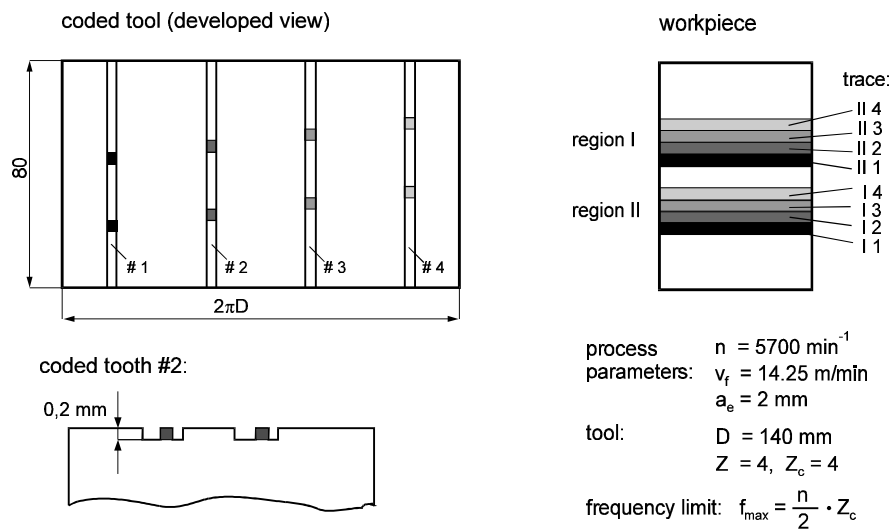 coded tool (developed view)
80
# 1
# 2
# 3
# 4
2πD
coded tooth #2:
0,2 mm
workpiece
trace:
region I
II 4
II 3
II 2
II 1
region II
I 4
I 3
I 2
I 1
process parameters:
n = 5700 min⁻¹
v_f = 14.25 m/min
a_e = 2 mm
tool:
D = 140 mm
Z = 4, Z_c = 4
frequency limit: f_max = n/2 · Z_c